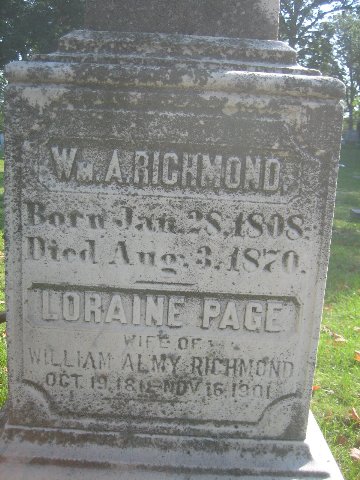 Wm. A. RICHMOND.
Born Jan. 28, 1808.
Died Aug. 3, 1870.
LORAINE PAGE
WIFE OF
WILLIAM ALMY RICHMOND
OCT. 19, 1811 - NOV. 16, 1901